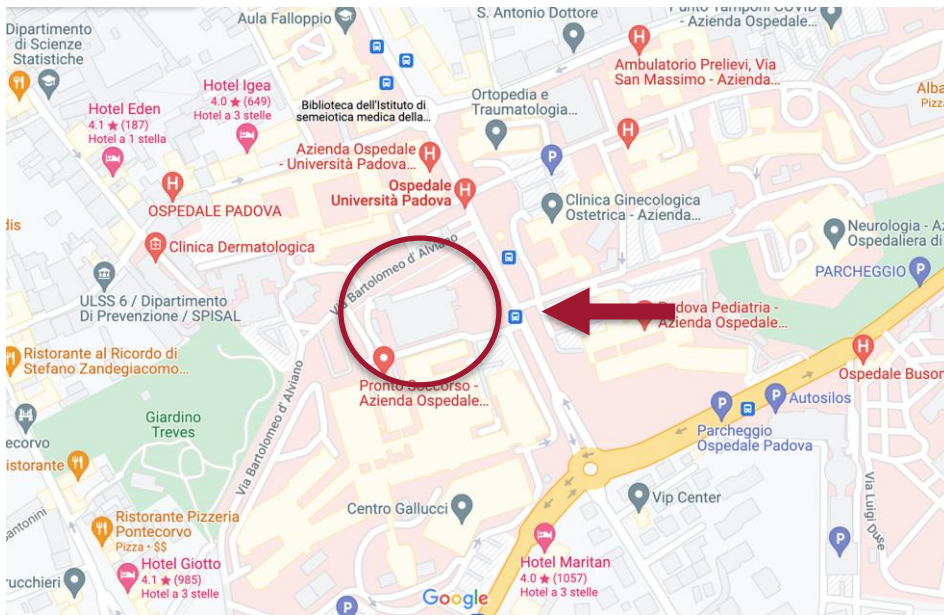 Dipartimento
di Scienze
Statistiche
Aula Falloppio
S. Antonio Dottore
Punto Tamponi COVID
- Azienda Ospedale...
Ambulatorio Prelievi, Via
San Massimo - Azienda...
Hotel Eden
4.1 ★ (187)
Hotel a 1 stella
Hotel Igea
4.0 ★ (649)
Hotel a 3 stelle
Biblioteca dell'Istituto di
semeiotica medica della...
Ortopedia e
Traumatologia...
Alba
Pizz
Azienda Ospedale
- Università Padova...
Ospedale
Università Padova
OSPEDALE PADOVA
Clinica Dermatologica
Clinica Ginecologica
Ostetrica - Azienda...
Neurologia - Az
Ospedaliera di
PARCHEGGIO
dis
Via Bartolomeo d'Alviano
ULSS 6 / Dipartimento
Di Prevenzione / SPISAL
Padova Pediatria -
Azienda Ospedale...
Ristorante al Ricordo di
Stefano Zandegiacomo...
Pronto Soccorso -
Azienda Ospedale...
Ospedale Buson
Autosilos
Parcheggio
Ospedale Padova
Giardino
Treves
Via Bartolomeo d'Alviano
ecorvo
istorante
Via Luigi Duse
Centro Gallucci
Vip Center
antonini
Ristorante Pizzeria
Pontecorvo
Pizza · $$
Hotel Giotto
4.1 ★ (985)
Hotel a 3 stelle
Hotel Maritan
4.0 ★ (1057)
Hotel a 3 stelle
rucchieri
Google
H
P